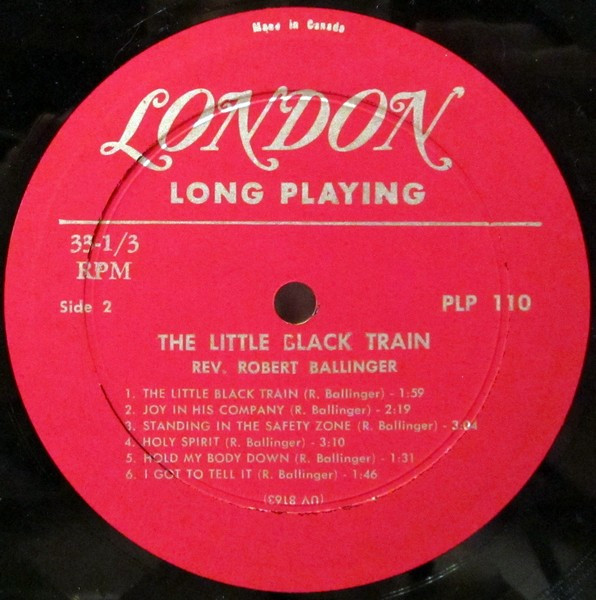 Made in Canada
LONDON
LONG PLAYING
33-1/3
RPM
Side 2
PLP 110
THE LITTLE BLACK TRAIN
REV. ROBERT BALLINGER
1. THE LITTLE BLACK TRAIN (R. Ballinger) - 1:59
2. JOY IN HIS COMPANY (R. Ballinger) - 2:19
3. STANDING IN THE SAFETY ZONE (R. Ballinger) - 3:04
4. HOLY SPIRIT (R. Ballinger) - 3:10
5. HOLD MY BODY DOWN (R. Ballinger) - 1:31
6. I GOT TO TELL IT (R. Ballinger) - 1:46
(UV 8163)